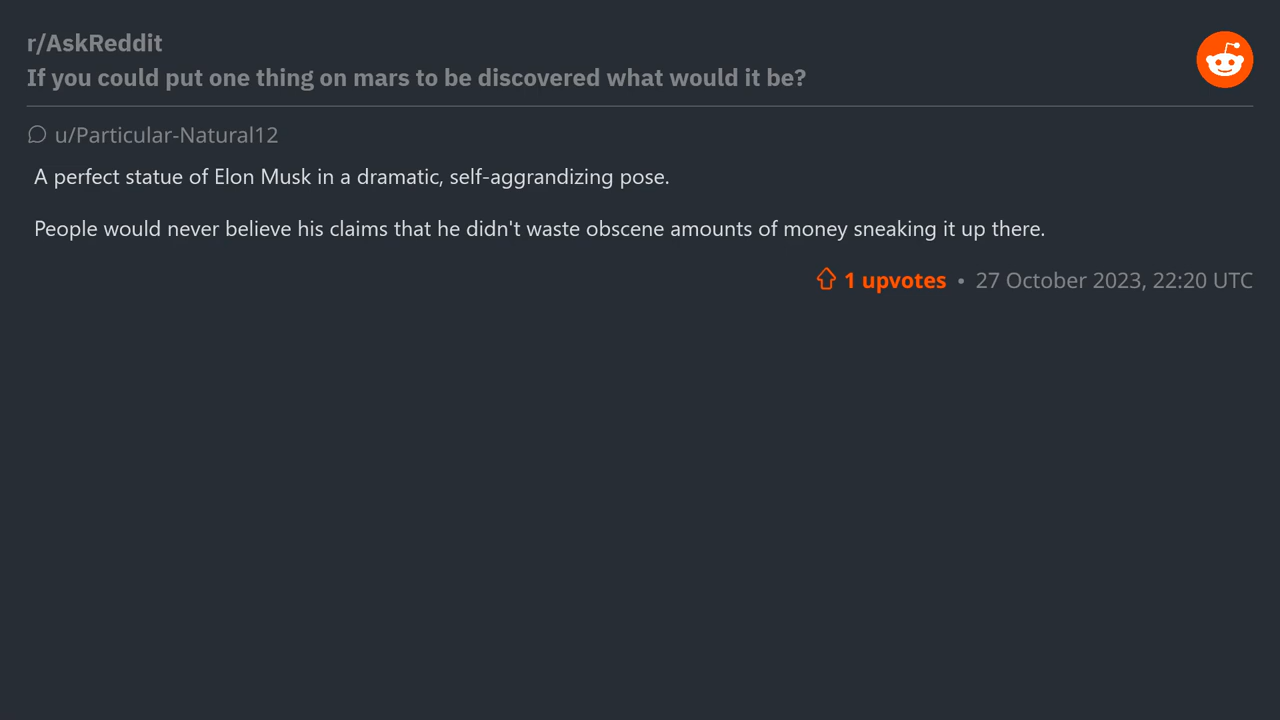 r/AskReddit
If you could put one thing on mars to be discovered what would it be?
u/Particular-Natural12
A perfect statue of Elon Musk in a dramatic, self-aggrandizing pose.
People would never believe his claims that he didn't waste obscene amounts of money sneaking it up there.
1 upvotes • 27 October 2023, 22:20 UTC